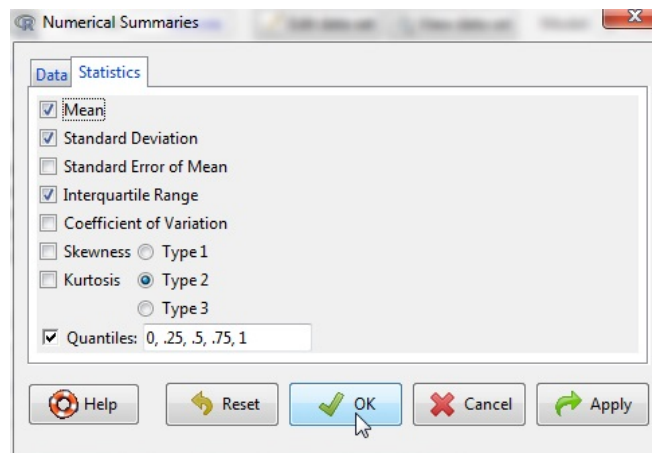 Numerical Summaries
Data Statistics
Mean
Standard Deviation
Standard Error of Mean
Interquartile Range
Coefficient of Variation
Skewness Type 1
Kurtosis Type 2
Type 3
Quantiles: 0, .25, .5, .75, 1
Help Reset OK Cancel Apply